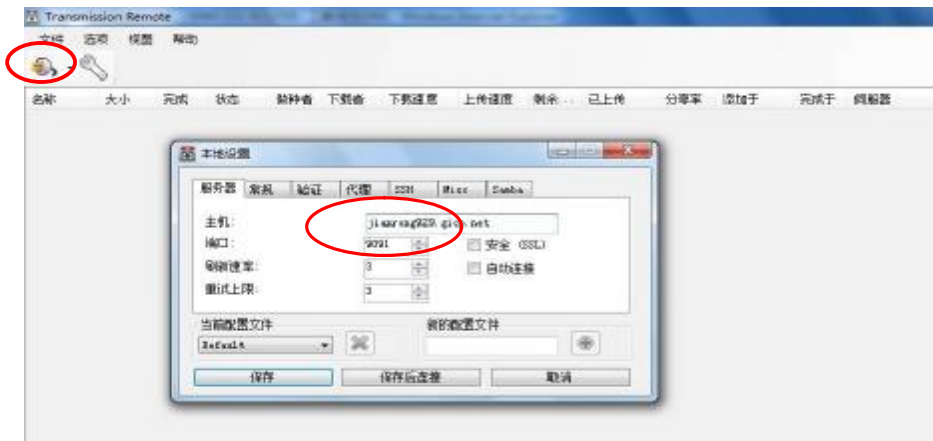 Transmission Remote
文件 选项 视图 帮助
名称 大小 完成 状态 做种者 下载者 下载速度 上传速度 剩余... 已上传 分享率 添加于 完成于 伺服器
本地设置
服务器 常规 验证 代理 SSH Misc Samba
主机:
端口: 9091 安全 (SSL)
刷新速率: 3 自动连接
重试上限: 3
当前配置文件 新的配置文件
Default
保存 保存后连接 取消